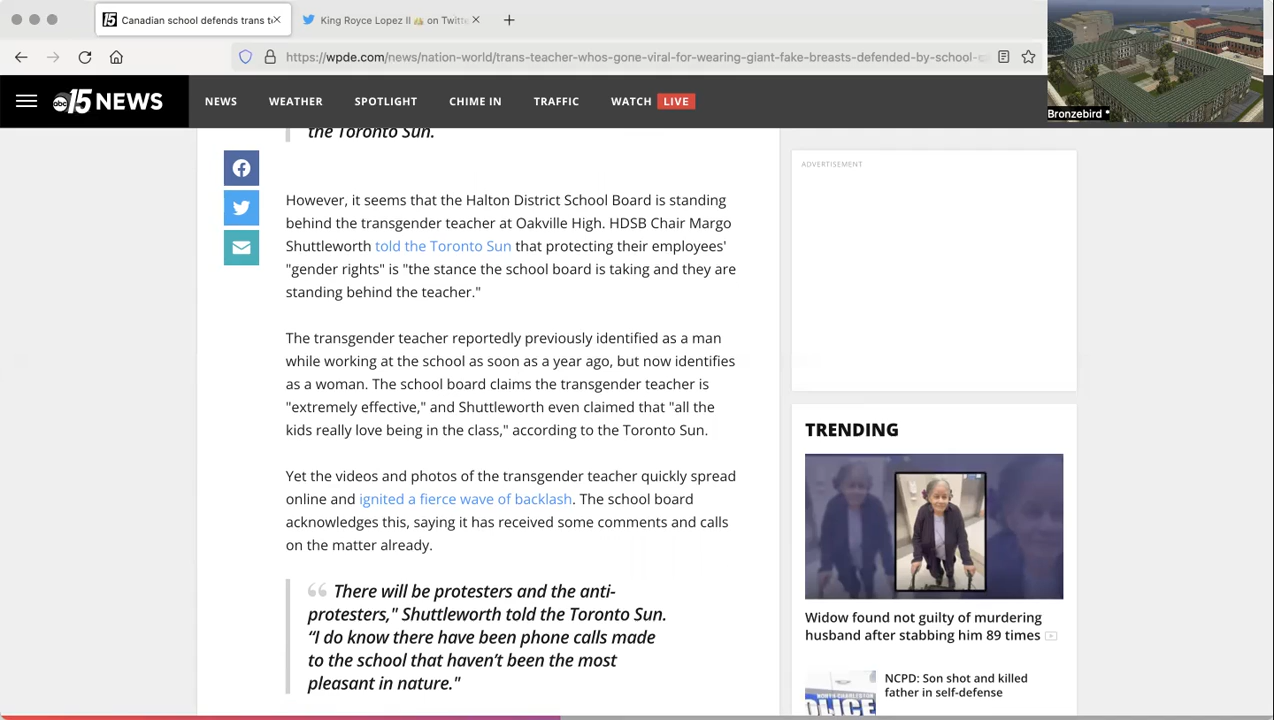 Canadian school defends trans t
King Royce Lopez II 👍 on Twitt
https://wpde.com/news/nation-world/trans-teacher-whos-gone-viral-for-wearing-giant-fake-breasts-defended-by-school-
abc 15 NEWS
NEWS WEATHER SPOTLIGHT CHIME IN TRAFFIC WATCH LIVE
Bronzebird *
the Toronto Sun.
However, it seems that the Halton District School Board is standing
behind the transgender teacher at Oakville High. HDSB Chair Margo
Shuttleworth told the Toronto Sun that protecting their employees'
"gender rights" is "the stance the school board is taking and they are
standing behind the teacher."
The transgender teacher reportedly previously identified as a man
while working at the school as soon as a year ago, but now identifies
as a woman. The school board claims the transgender teacher is
"extremely effective," and Shuttleworth even claimed that "all the
kids really love being in the class," according to the Toronto Sun.
Yet the videos and photos of the transgender teacher quickly spread
online and ignited a fierce wave of backlash. The school board
acknowledges this, saying it has received some comments and calls
on the matter already.
“ There will be protesters and the anti-
protesters," Shuttleworth told the Toronto Sun.
“I do know there have been phone calls made
to the school that haven’t been the most
pleasant in nature."
ADVERTISEMENT
TRENDING
Widow found not guilty of murdering
husband after stabbing him 89 times
NCPD: Son shot and killed
father in self-defense